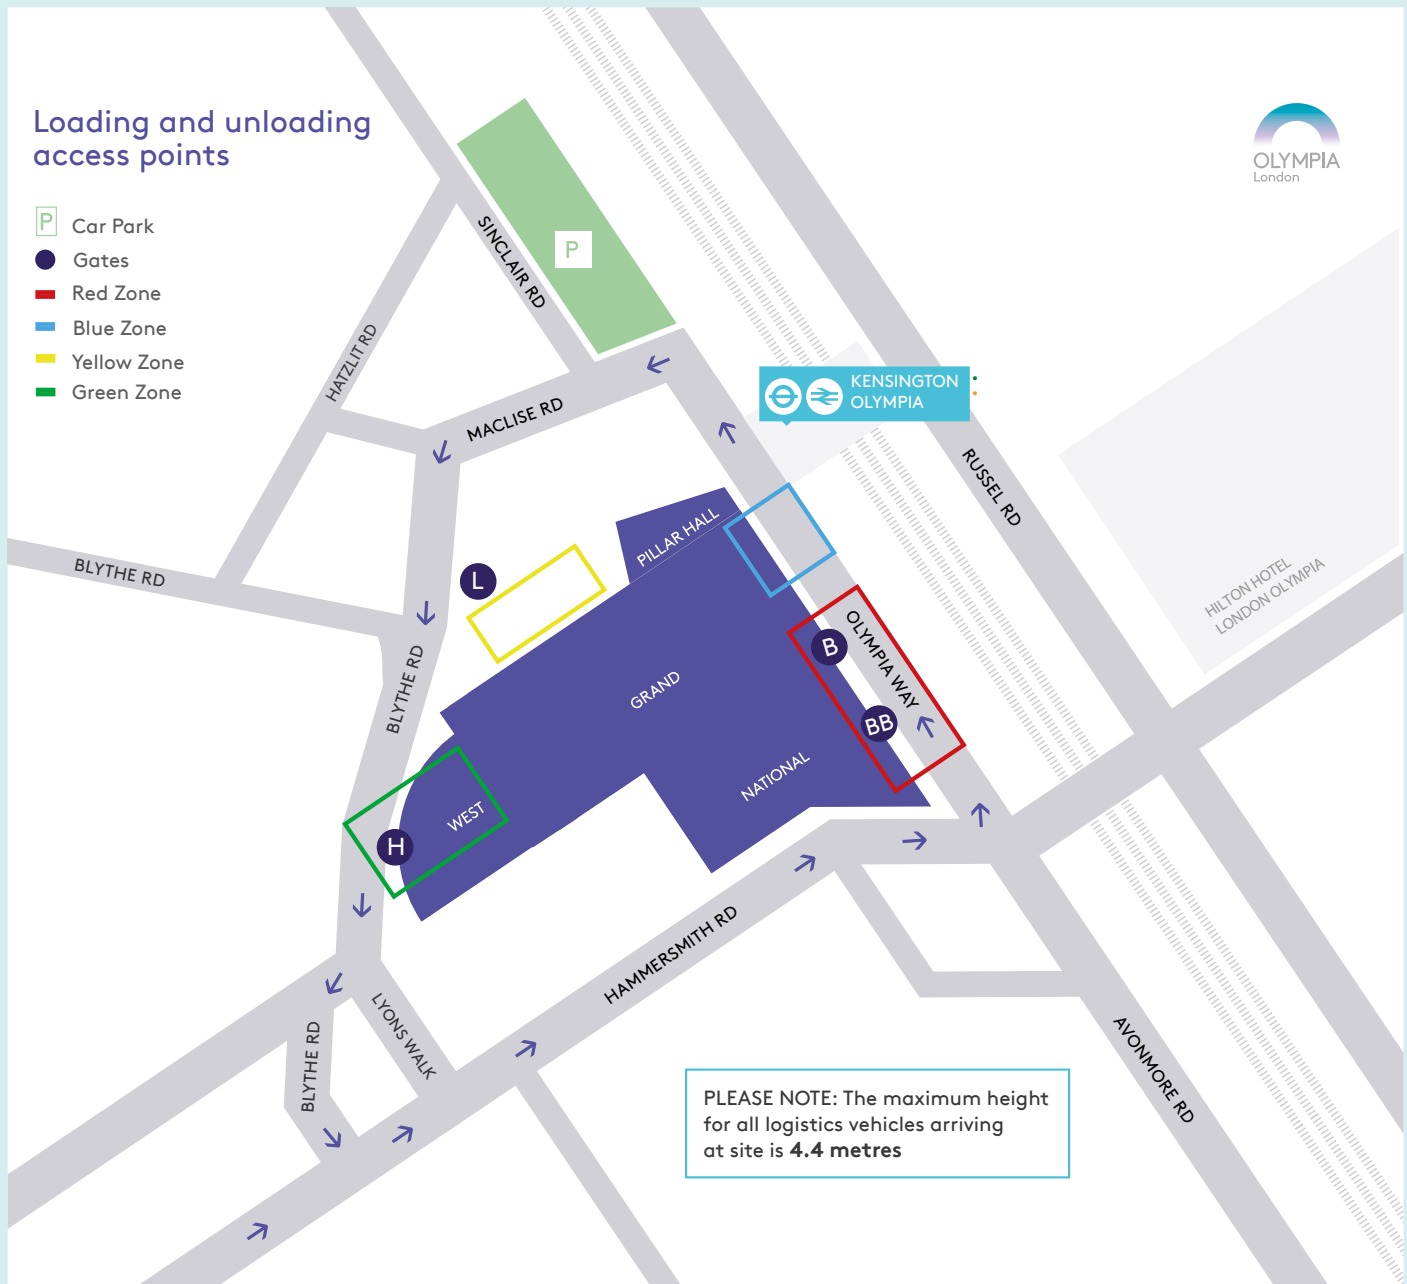 Loading and unloading
access points
P Car Park
Gates
Red Zone
Blue Zone
Yellow Zone
Green Zone
OLYMPIA
London
P
SINCLAIR RD
HATZLIT RD
MACLISE RD
KENSINGTON
OLYMPIA
RUSSEL RD
BLYTHE RD
L
PILLAR HALL
HILTON HOTEL
LONDON OLYMPIA
B
OLYMPIA WAY
BLYTHE RD
GRAND
BB
NATIONAL
WEST
H
HAMMERSMITH RD
LYONS WALK
BLYTHE RD
AVONMORE RD
PLEASE NOTE: The maximum height
for all logistics vehicles arriving
at site is 4.4 metres